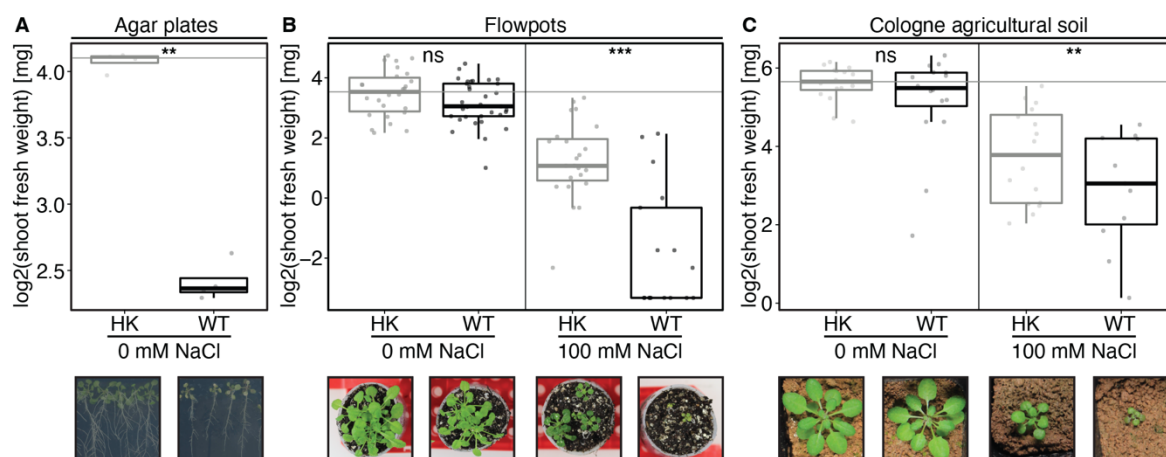 A Agar plates
log2(shoot fresh weight) [mg]
4.0
3.5
3.0
2.5
**
HK WT
0 mM NaCl
B Flowpots
log2(shoot fresh weight) [mg]
4
2
0
−2
ns ***
HK WT HK WT
0 mM NaCl 100 mM NaCl
C Cologne agricultural soil
log2(shoot fresh weight) [mg]
6
4
2
0
ns **
HK WT HK WT
0 mM NaCl 100 mM NaCl